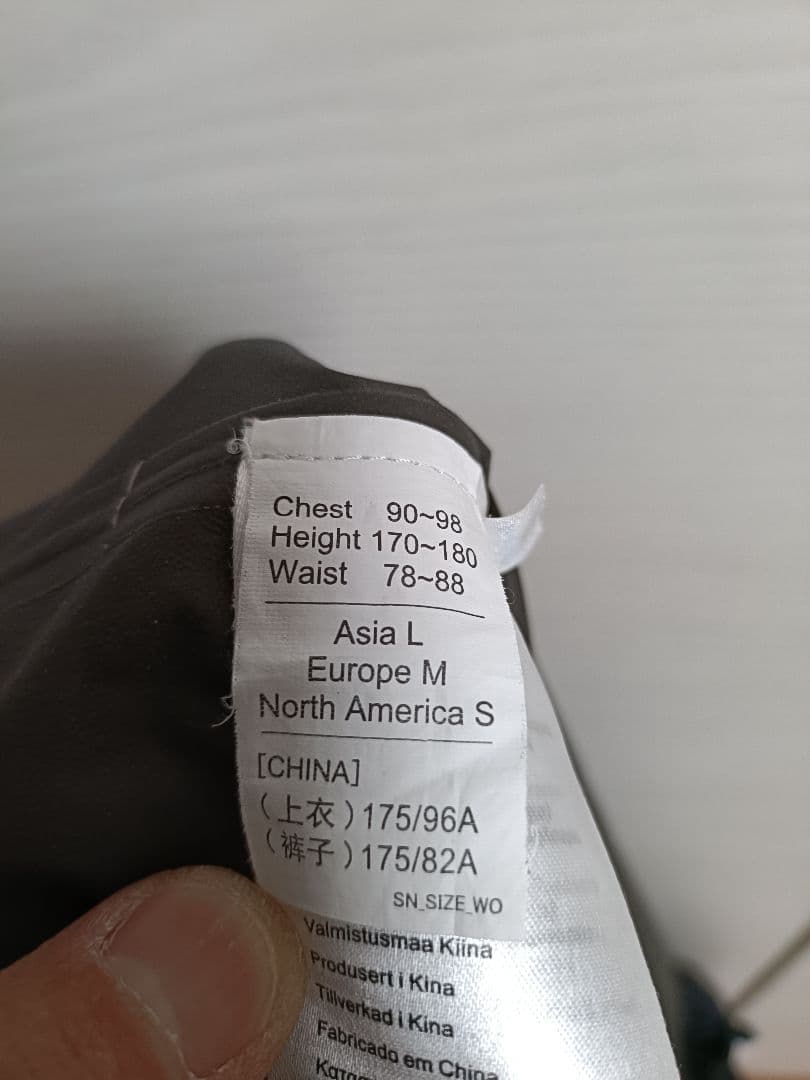 Chest 90~98
Height 170~180
Waist 78~88
Asia L
Europe M
North America S
[CHINA]
（上衣）175/96A
（裤子）175/82A
SN_SIZE_WO
Valmistusmaa Kiina
Produsert i Kina
Tillverkad i Kina
Fabricado em China